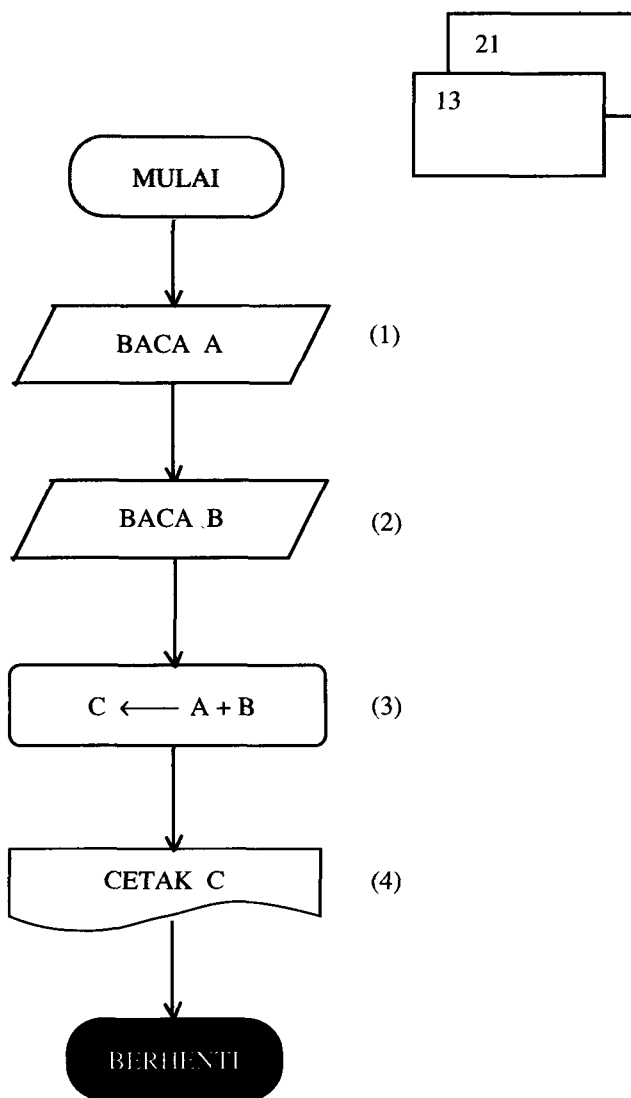 21
13
MULAI
BACA A (1)
BACA B (2)
C ← A + B (3)
CETAK C (4)
BERHENTI